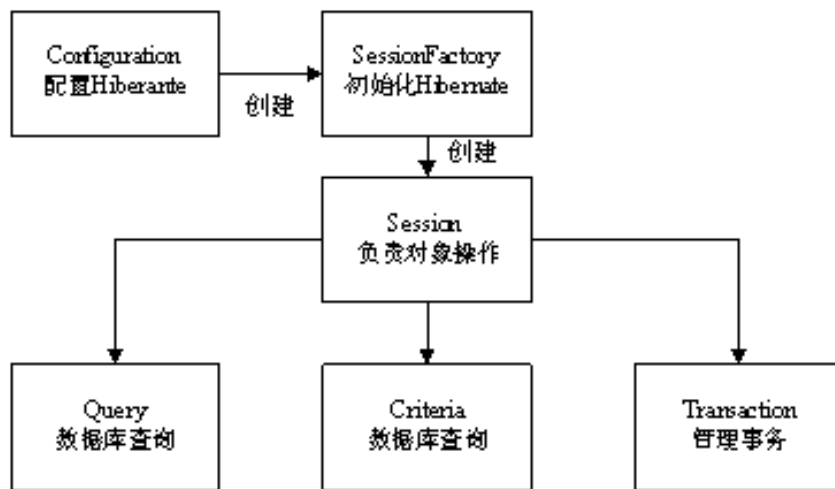 Configuration
配置Hiberante
创建
SessionFactory
初始化Hibernate
创建
Session
负责对象操作
Query
数据库查询
Criteria
数据库查询
Transaction
管理事务